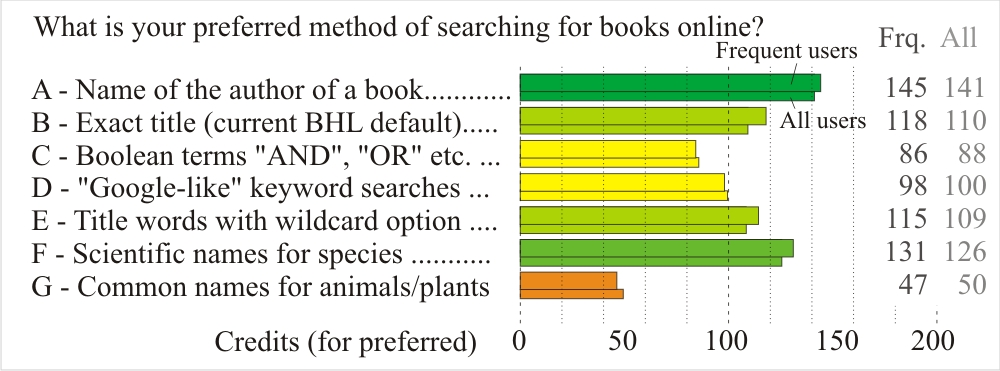 What is your preferred method of searching for books online?
Frq. All
Frequent users
A - Name of the author of a book............ 145 141
All users
B - Exact title (current BHL default)..... 118 110
C - Boolean terms "AND", "OR" etc. ... 86 88
D - "Google-like" keyword searches ... 98 100
E - Title words with wildcard option .... 115 109
F - Scientific names for species ........... 131 126
G - Common names for animals/plants 47 50
Credits (for preferred) 0 50 100 150 200